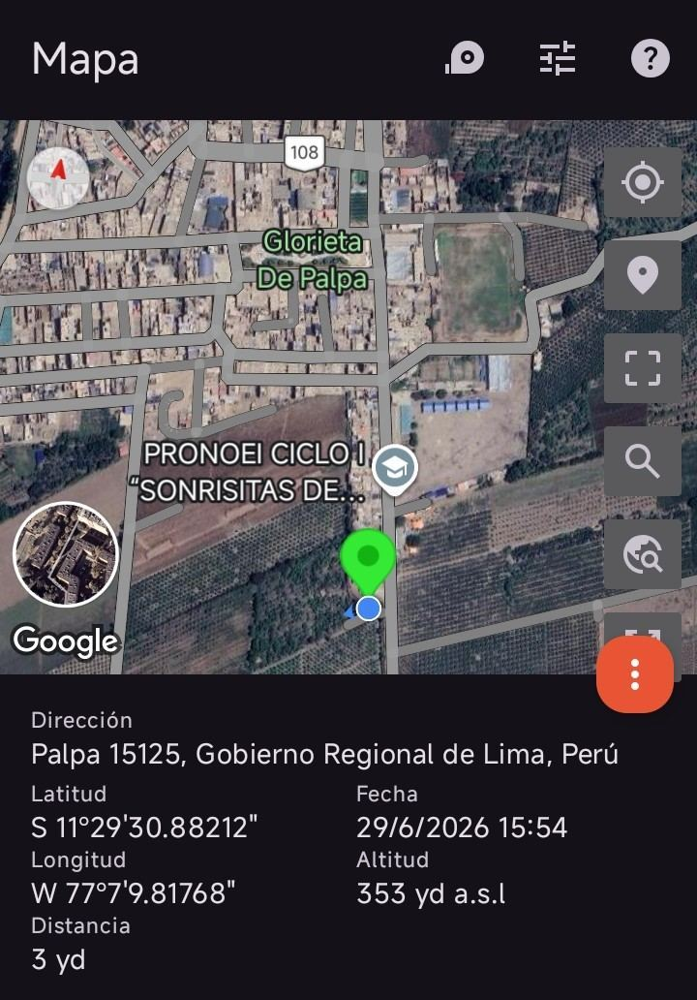 Mapa
108
Glorieta
De Palpa
PRONOEI CICLO I
“SONRISITAS DE...
Google
Dirección
Palpa 15125, Gobierno Regional de Lima, Perú
Latitud
Fecha
S 11°29'30.88212"
29/6/2026 15:54
Longitud
Altitud
W 77°7'9.81768"
353 yd a.s.l
Distancia
3 yd